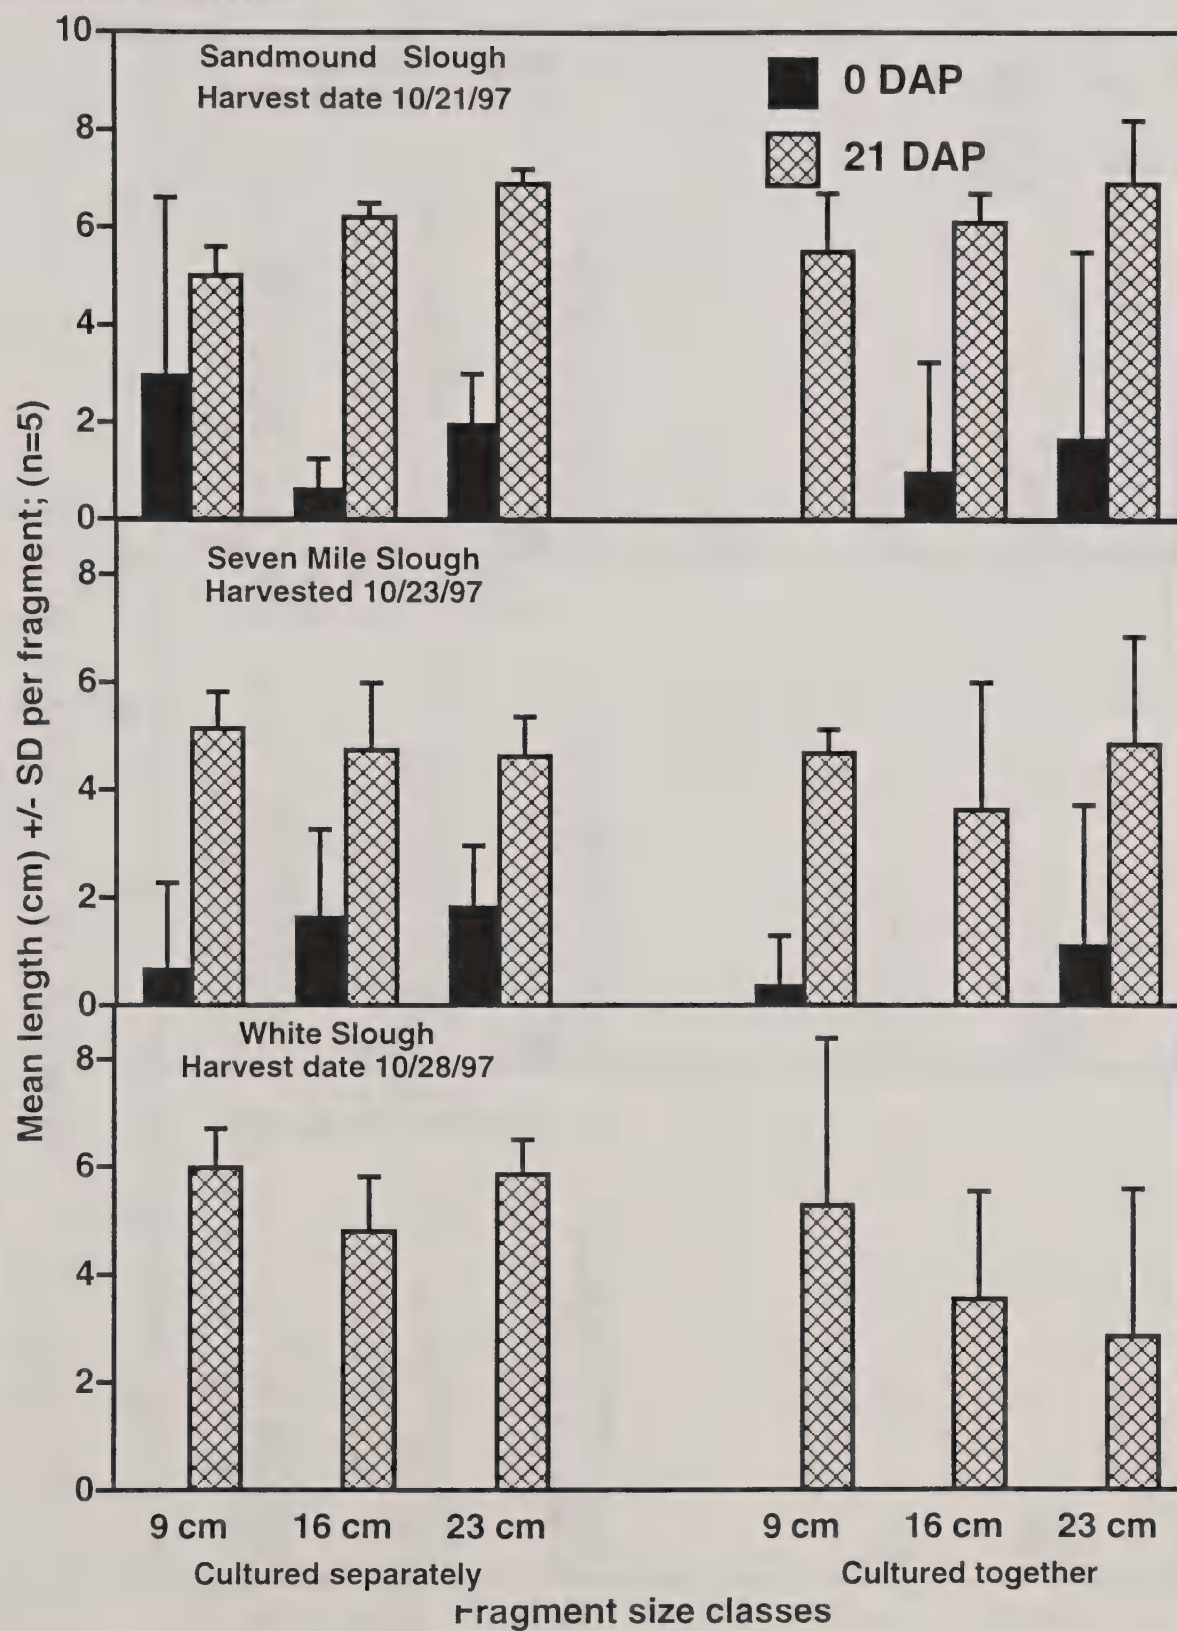 10
Sandmound Slough
Harvest date 10/21/97
0 DAP
21 DAP
8
6
4
2
0
Seven Mile Slough
Harvested 10/23/97
8
6
4
2
0
White Slough
Harvest date 10/28/97
8
6
4
2
0
Mean length (cm) +/- SD per fragment; (n=5)
9 cm 16 cm 23 cm 9 cm 16 cm 23 cm
Cultured separately Cultured together
Fragment size classes